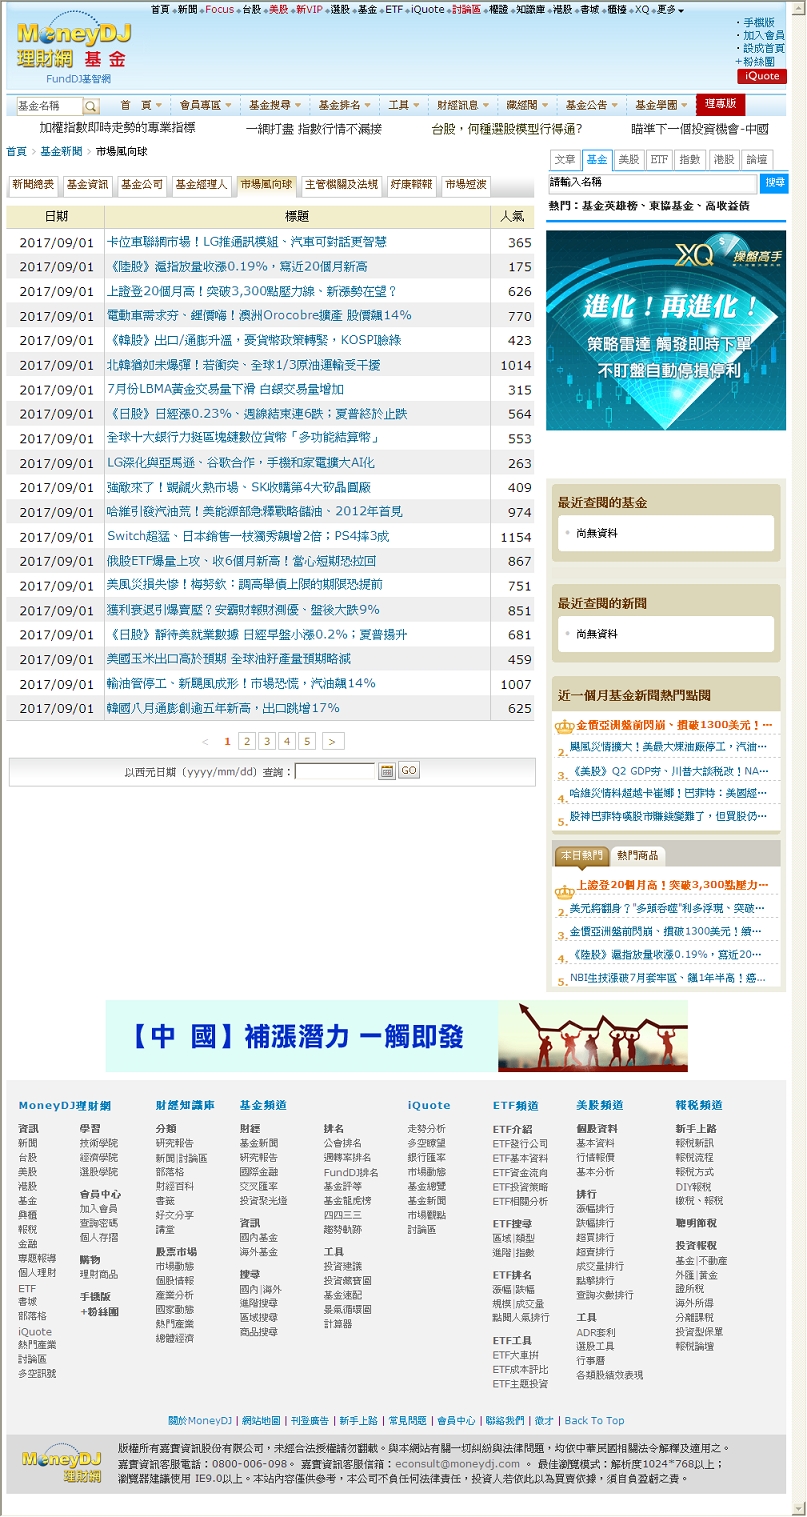 首頁 新聞 Focus 台股 美股 新VIP 選股 基金 ETF iQuote 討論區 權證 知識庫 港股 書城 櫃檯 XQ 更多
MoneyDJ
理財網 基金
FundDJ基智網
手機版
加入會員
設成首頁
+粉絲團
iQuote
基金名稱
首 頁 會員專區 基金搜尋 基金排名 工具 財經訊息 藏經閣 基金公告 基金學園 理專版
加權指數即時走勢的專業指標 一網打盡 指數行情不漏接 台股，何種選股模型行得通? 瞄準下一個投資機會-中國
首頁 > 基金新聞 > 市場風向球
文章 基金 美股 ETF 指數 港股 論壇
請輸入名稱 搜尋
熱門：基金英雄榜、東協基金、高收益債
新聞總表 基金資訊 基金公司 基金經理人 市場風向球 主管機關及法規 好康報報 市場短波
日期 標題 人氣
2017/09/01 卡位車聯網市場！LG推通訊模組、汽車可對話更智慧 365
2017/09/01 《陸股》滬指放量收漲0.19%，寫近20個月新高 175
2017/09/01 上證登20個月高！突破3,300點壓力線、新漲勢在望？ 626
2017/09/01 電動車需求夯、鋰價嗨！澳洲Orocobre擴產 股價飆14% 770
2017/09/01 《韓股》出口/通膨升溫，憂貨幣政策轉緊，KOSPI臉綠 423
2017/09/01 北韓猶如未爆彈！若衝突、全球1/3原油運輸受干擾 1014
2017/09/01 7月份LBMA黃金交易量下滑 白銀交易量增加 315
2017/09/01 《日股》日經漲0.23%、週線結束連6跌；夏普終於止跌 564
2017/09/01 全球十大銀行力挺區塊鏈數位貨幣「多功能結算幣」 553
2017/09/01 LG深化與亞馬遜、谷歌合作，手機和家電擴大AI化 263
2017/09/01 強敵來了！覬覦火熱市場、SK收購第4大矽晶圓廠 409
2017/09/01 哈維引發汽油荒！美能源部急釋戰略儲油、2012年首見 974
2017/09/01 Switch超猛、日本銷售一枝獨秀飆增2倍；PS4摔3成 1154
2017/09/01 俄股ETF爆量上攻、收6個月新高！當心短期恐拉回 867
2017/09/01 美風災損失慘！梅努欽：調高舉債上限的期限恐提前 751
2017/09/01 獲利衰退引爆賣壓？安霸財報財測優、盤後大跌9% 851
2017/09/01 《日股》靜待美就業數據 日經早盤小漲0.2%；夏普揚升 681
2017/09/01 美國玉米出口高於預期 全球油籽產量預期略減 459
2017/09/01 輸油管停工、新颶風成形！市場恐慌，汽油飆14% 1007
2017/09/01 韓國八月通膨創逾五年新高，出口跳增17% 625
< 1 2 3 4 5 >
以西元日期 (yyyy/mm/dd) 查詢： GO
XQ 操盤高手
進化！再進化！
策略雷達 觸發即時下單
不盯盤自動停損停利
最近查閱的基金
尚無資料
最近查閱的新聞
尚無資料
近一個月基金新聞熱門點閱
金價亞洲盤前閃崩、摜破1300美元！…
2. 颶風災情擴大！美最大煉油廠停工，汽油…
3. 《美股》Q2 GDP夯、川普大談稅改！NA…
4. 哈維災情料超越卡崔娜！巴菲特：美國經…
5. 股神巴菲特嘆股市賺錢變難了，但買股仍…
本日熱門 熱門商品
上證登20個月高！突破3,300點壓力…
2. 美元將翻身？"多頭吞噬"利多浮現、突破…
3. 金價亞洲盤前閃崩、摜破1300美元！續…
4. 《陸股》滬指放量收漲0.19%，寫近20…
5. NBI生技漲破7月套牢區、飆1年半高！癌…
【中 國】補漲潛力 一觸即發
MoneyDJ理財網
資訊
新聞
台股
美股
港股
基金
興櫃
報稅
金融
專題報導
個人理財
ETF
書城
部落格
iQuote
熱門產業
討論區
多空訊號
學習
技術學院
經濟學院
選股學院
會員中心
加入會員
查詢密碼
個人存摺
購物
理財商品
手機版
+粉絲團
財經知識庫
分類
研究報告
新聞|討論區
部落格
財經百科
書籤
好文分享
講堂
股票市場
市場動態
個股情報
產業分析
國家動態
熱門產業
總體經濟
基金頻道
財經
基金新聞
研究報告
國際金融
交叉匯率
投資聚光燈
資訊
國內基金
海外基金
搜尋
國內|海外
進階搜尋
區域搜尋
商品搜尋
排名
公會排名
週轉率排名
FundDJ排名
基金評等
基金龍虎榜
四四三三
趨勢軌跡
工具
投資建議
投資藏寶圖
基金速配
景氣循環圖
計算器
iQuote
走勢分析
多空瞭望
銀行匯率
市場動態
基金總覽
基金新聞
市場觀點
討論區
ETF頻道
ETF介紹
ETF發行公司
ETF基本資料
ETF資金流向
ETF投資策略
ETF相關分析
ETF搜尋
區域|類型
進階|指數
ETF排名
漲幅|跌幅
規模|成交量
點閱人氣排行
ETF工具
ETF大車拚
ETF成本評比
ETF主題投資
美股頻道
個股資料
基本資料
行情報價
基本分析
排行
漲幅排行
跌幅排行
超買排行
超賣排行
成交量排行
點擊排行
查詢次數排行
工具
ADR套利
選股工具
行事曆
各類股績效表現
報稅頻道
新手上路
報稅新訊
報稅流程
報稅方式
DIY報稅
繳稅、報稅
聰明節稅
投資報稅
基金|不動產
外匯|黃金
證所稅
海外所得
分離課稅
投資型保單
報稅論壇
關於MoneyDJ | 網站地圖 | 刊登廣告 | 新手上路 | 常見問題 | 會員中心 | 聯絡我們 | 徵才 | Back To Top
MoneyDJ
理財網
版權所有嘉實資訊股份有限公司，未經合法授權請勿翻載。與本網站有關一切糾紛與法律問題，均依中華民國相關法令解釋及適用之。
嘉實資訊客服電話：0800-006-098。 嘉實資訊客服信箱：econsult@moneydj.com 。 最佳瀏覽模式：解析度1024*768以上；
瀏覽器建議使用 IE9.0以上。本站內容僅供參考，本公司不負任何法律責任，投資人若依此以為買賣依據，須自負盈虧之責。